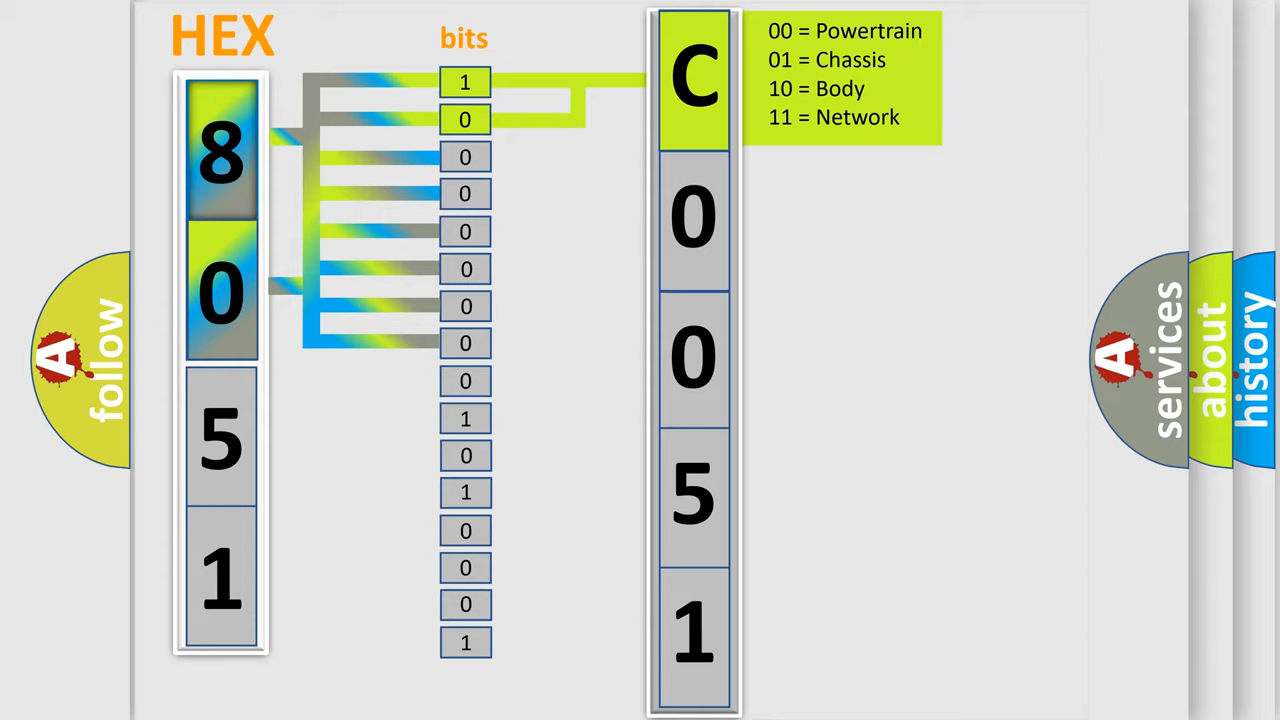 HEX
8
0
5
1
bits
1
0
0
0
0
0
0
0
0
1
0
1
0
0
0
1
C
0
0
5
1
00 = Powertrain
01 = Chassis
10 = Body
11 = Network
A
follow
A
services
about
history